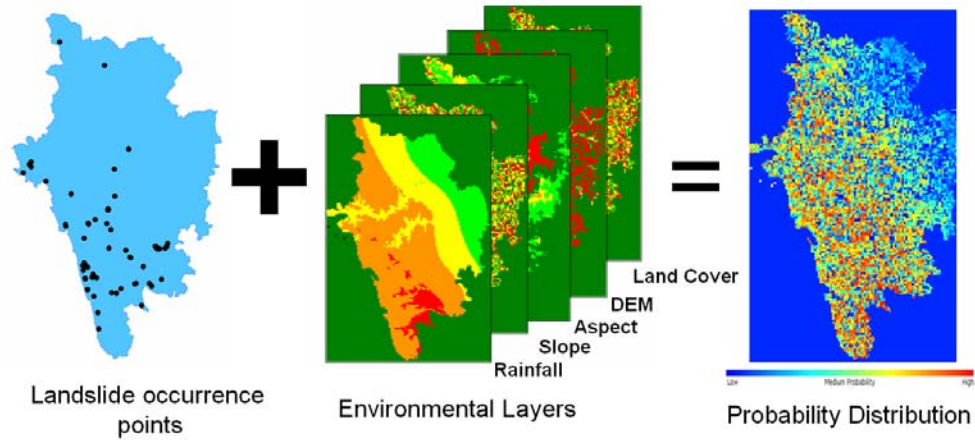 Land Cover
DEM
Aspect
Slope
Rainfall
Landslide occurrence
points
Environmental Layers
Low
Medium Probability
High
Probability Distribution